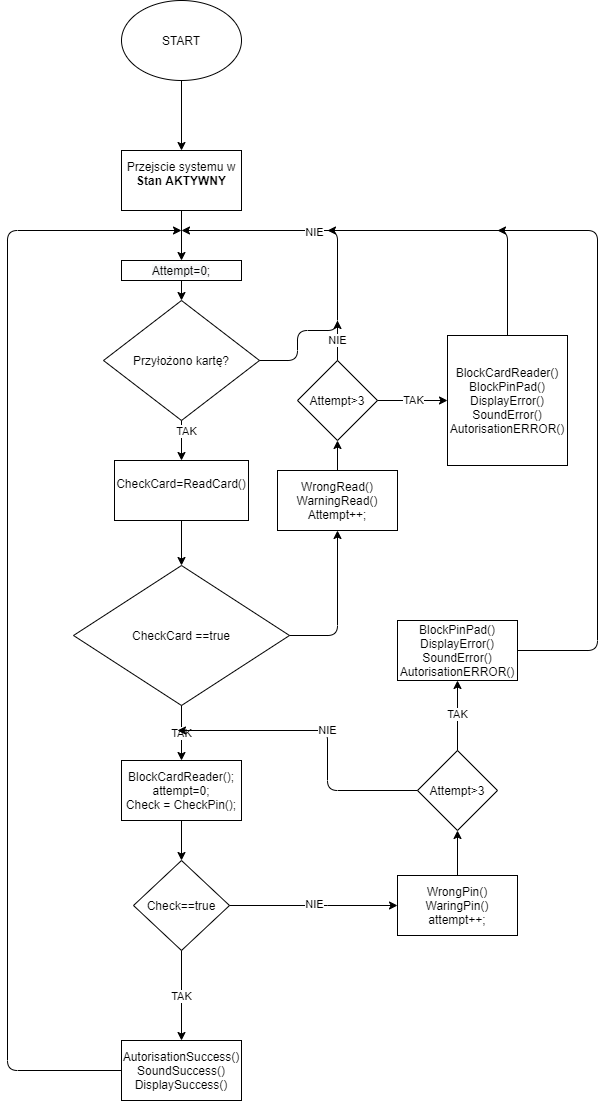 START
Przejscie systemu w
Stan AKTYWNY
NIE
Attempt=0;
Przyłożono kartę?
NIE
Attempt>3
TAK
BlockCardReader()
BlockPinPad()
DisplayError()
SoundError()
AutorisationERROR()
TAK
CheckCard=ReadCard()
WrongRead()
WarningRead()
Attempt++;
CheckCard ==true
BlockPinPad()
DisplayError()
SoundError()
AutorisationERROR()
TAK
TAK
NIE
BlockCardReader();
attempt=0;
Check = CheckPin();
Attempt>3
Check==true
NIE
WrongPin()
WaringPin()
attempt++;
TAK
AutorisationSuccess()
SoundSuccess()
DisplaySuccess()